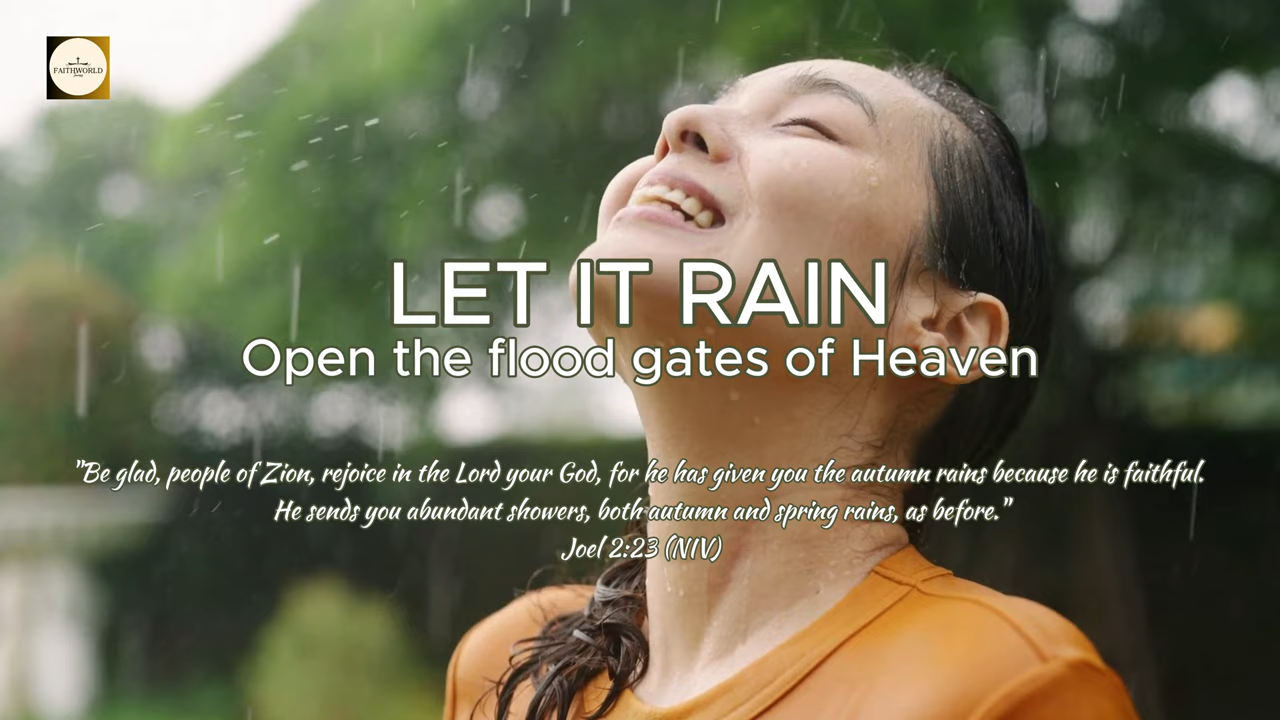 FAITHWORLD
LET IT RAIN
Open the flood gates of Heaven
"Be glad, people of Zion, rejoice in the Lord your God, for he has given you the autumn rains because he is faithful.
He sends you abundant showers, both autumn and spring rains, as before."
Joel 2:23 (NIV)